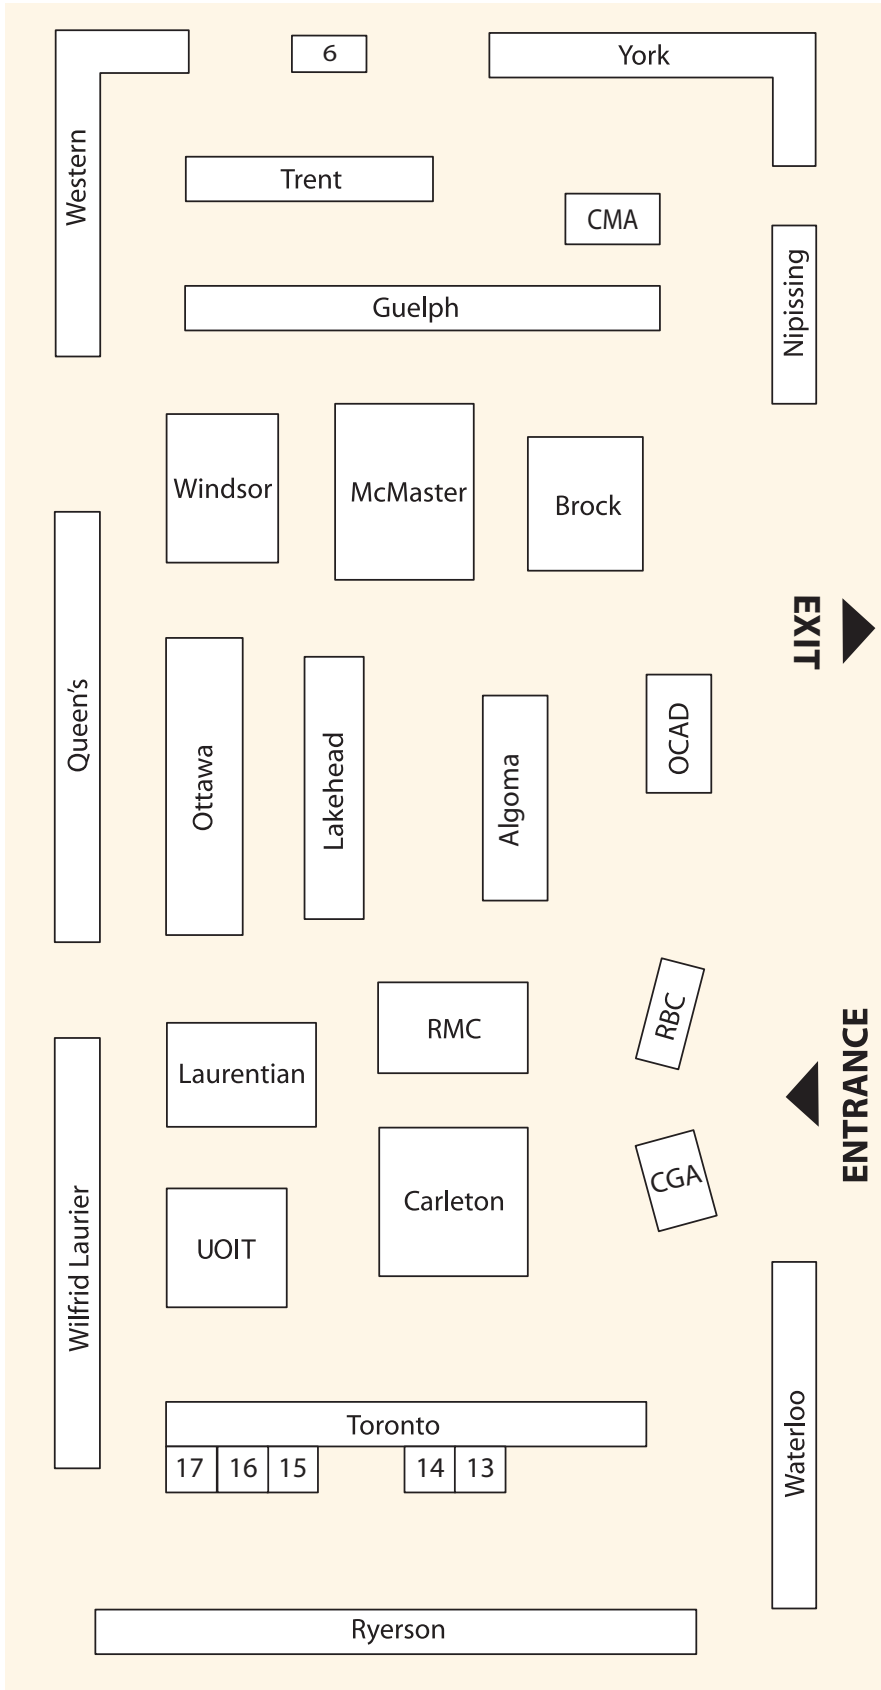 6
York
Western
Trent
CMA
Nipissing
Guelph
Windsor
McMaster
Brock
EXIT
Queen's
Ottawa
Lakehead
Algoma
OCAD
RBC
RMC
ENTRANCE
Laurentian
CGA
Carleton
Wilfrid Laurier
UOIT
Toronto
Waterloo
17
16
15
14
13
Ryerson